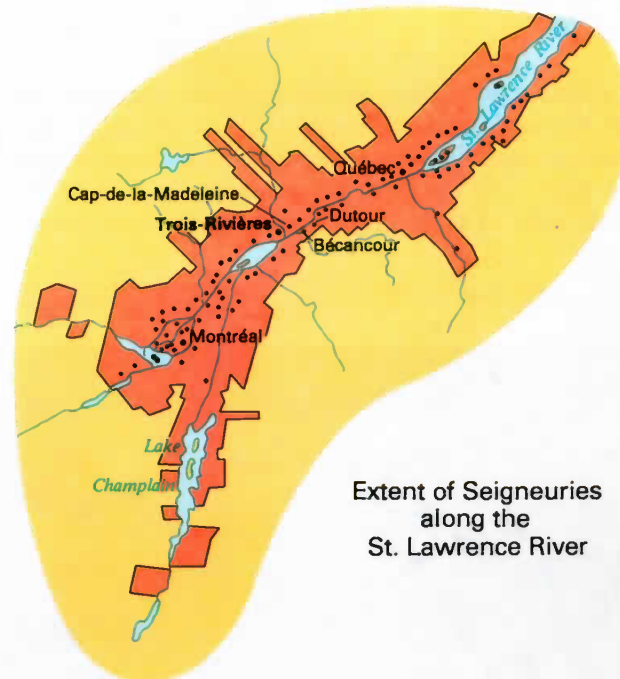 St. Lawrence River
Québec
Cap-de-la-Madeleine
Dutour
Trois-Rivières
Bécancour
Montréal
Lake
Champlain
Extent of Seigneuries
along the
St. Lawrence River